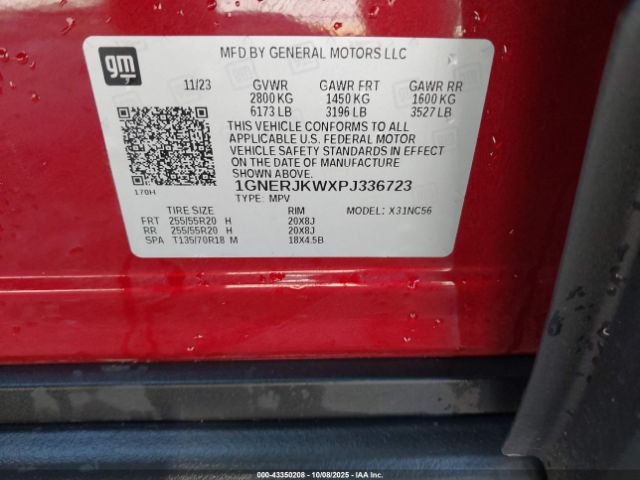 gm
MFD BY GENERAL MOTORS LLC
11/23 GVWR GAWR FRT GAWR RR
2800 KG 1450 KG 1600 KG
6173 LB 3196 LB 3527 LB
THIS VEHICLE CONFORMS TO ALL
APPLICABLE U.S. FEDERAL MOTOR
VEHICLE SAFETY STANDARDS IN EFFECT
ON THE DATE OF MANUFACTURE
SHOWN ABOVE.
170H
1GNERJKWXPJ336723
TYPE: MPV
TIRE SIZE RIM MODEL: X31NC56
FRT 255/55R20 H 20X8J
RR 255/55R20 H 20X8J
SPA T135/70R18 M 18X4.5B
000-43350208 10/08/2025 IAA INC.